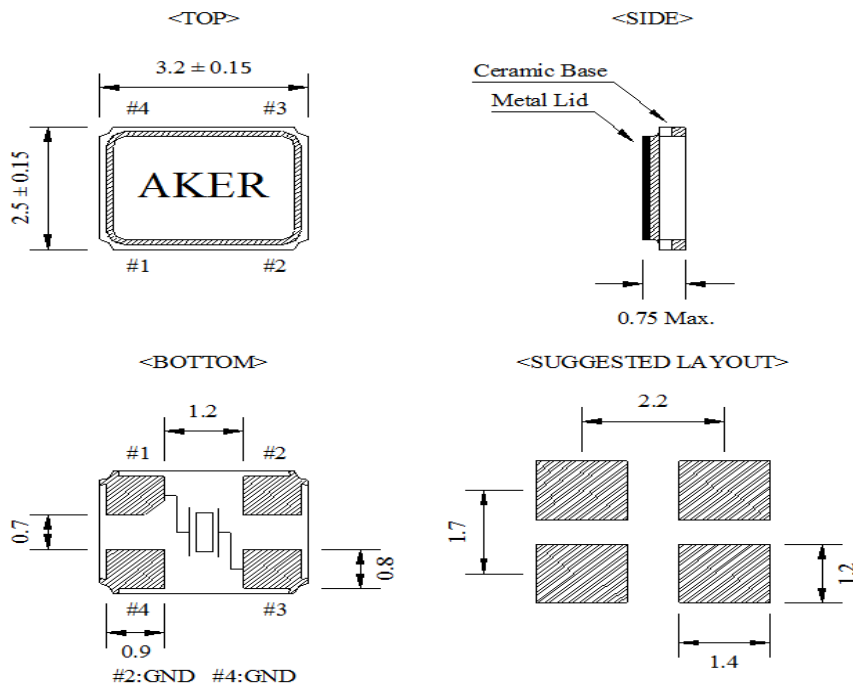 <TOP>
3.2 ± 0.15
#4 #3
2.5 ± 0.15
AKER
#1 #2
<SIDE>
Ceramic Base
Metal Lid
0.75 Max.
<BOTTOM>
1.2
#1 #2
0.7
0.8
#4 #3
0.9
#2:GND #4:GND
<SUGGESTED LAYOUT>
2.2
1.7
1.2
1.4